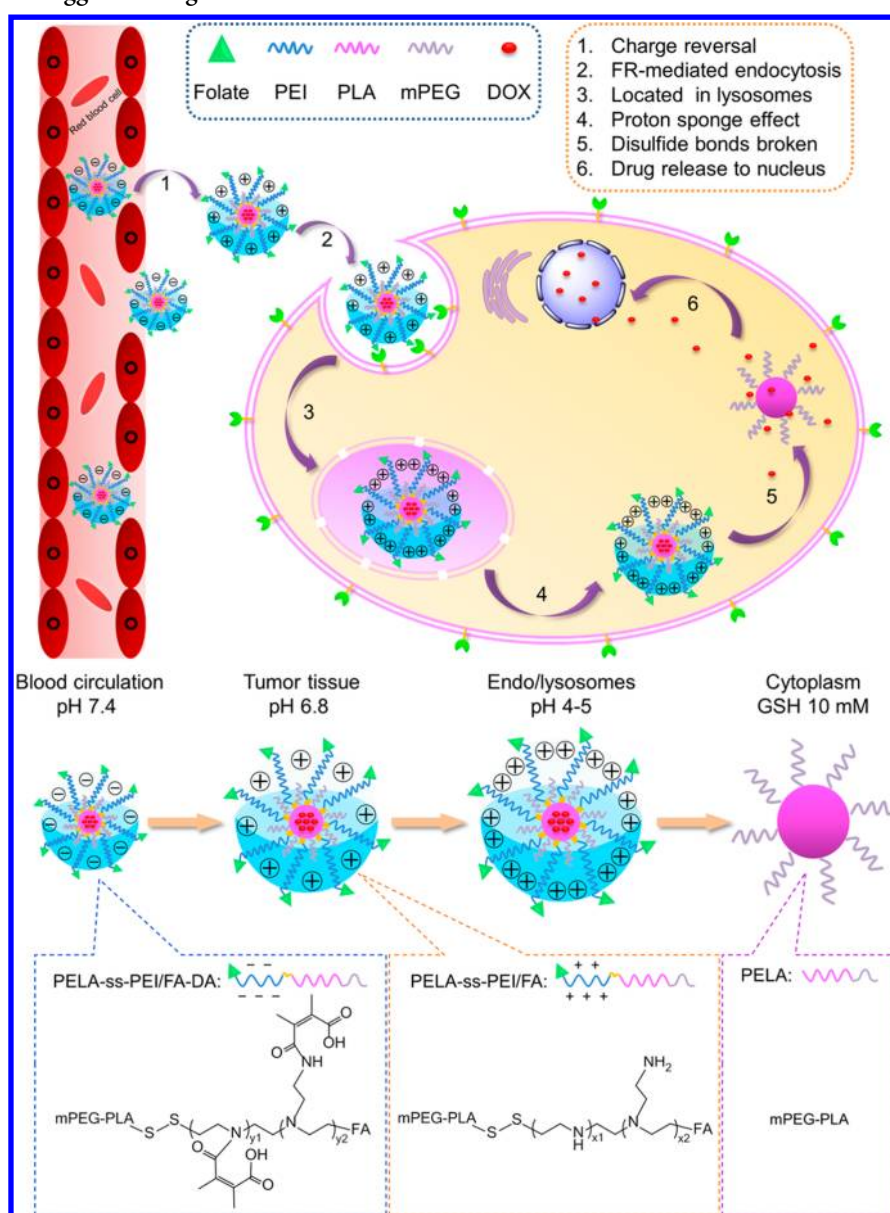 Folate PEI PLA mPEG DOX
1. Charge reversal
2. FR-mediated endocytosis
3. Located in lysosomes
4. Proton sponge effect
5. Disulfide bonds broken
6. Drug release to nucleus
Red blood cell
1
2
3
4
5
6
Blood circulation
pH 7.4
Tumor tissue
pH 6.8
Endo/lysosomes
pH 4-5
Cytoplasm
GSH 10 mM
PELA-ss-PEI/FA-DA:
O
OH
O
NH
mPEG-PLA
S
S
N
y1
N
y2
FA
O
OH
O
PELA-ss-PEI/FA:
NH2
mPEG-PLA
S
S
N
H
x1
N
x2
FA
PELA:
mPEG-PLA